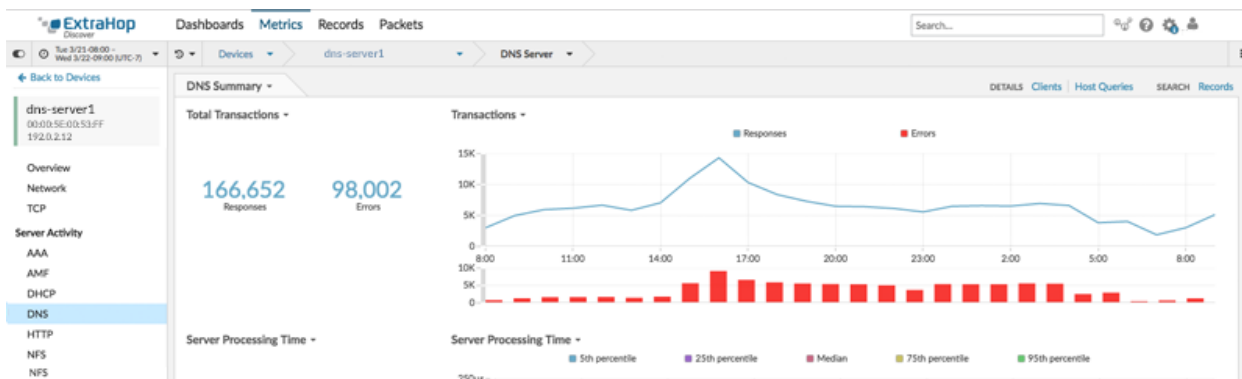 ExtraHop
Discover
Dashboards Metrics Records Packets
Search...
Tue 3/21-08:00 -
Wed 3/22-09:00 (UTC-7)
Devices
dns-server1
DNS Server
Back to Devices
dns-server1
00:00:5E:00:53:FF
192.0.2.12
Overview
Network
TCP
Server Activity
AAA
AMF
DHCP
DNS
HTTP
NFS
NFS
DNS Summary
DETAILS Clients Host Queries SEARCH Records
Total Transactions
166,652
Responses
98,002
Errors
Transactions
Responses Errors
15K
10K
5K
0
8:00 11:00 14:00 17:00 20:00 23:00 2:00 5:00 8:00
10K
5K
0
Server Processing Time
Server Processing Time
5th percentile 25th percentile Median 75th percentile 95th percentile